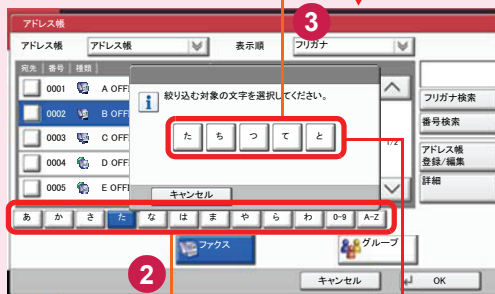 3
アドレス帳
アドレス帳 アドレス帳 表示順 フリガナ
宛先 番号 種類
0001 A OFF
0002 B OFF
0003 C OFF
0004 D OFF
0005 E OFF
i 絞り込む対象の文字を選択してください。
た ち つ て と
キャンセル
1/2
フリガナ検索
番号検索
アドレス帳
登録/編集
詳細
あ か さ た な は ま や ら わ 0-9 A-Z
2
ファクス グループ
キャンセル OK